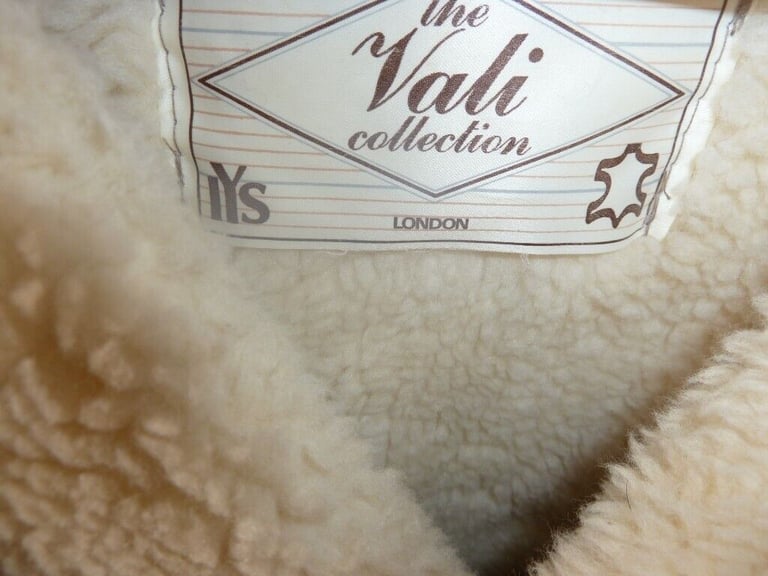 the
Vali
collection
IYS
LONDON